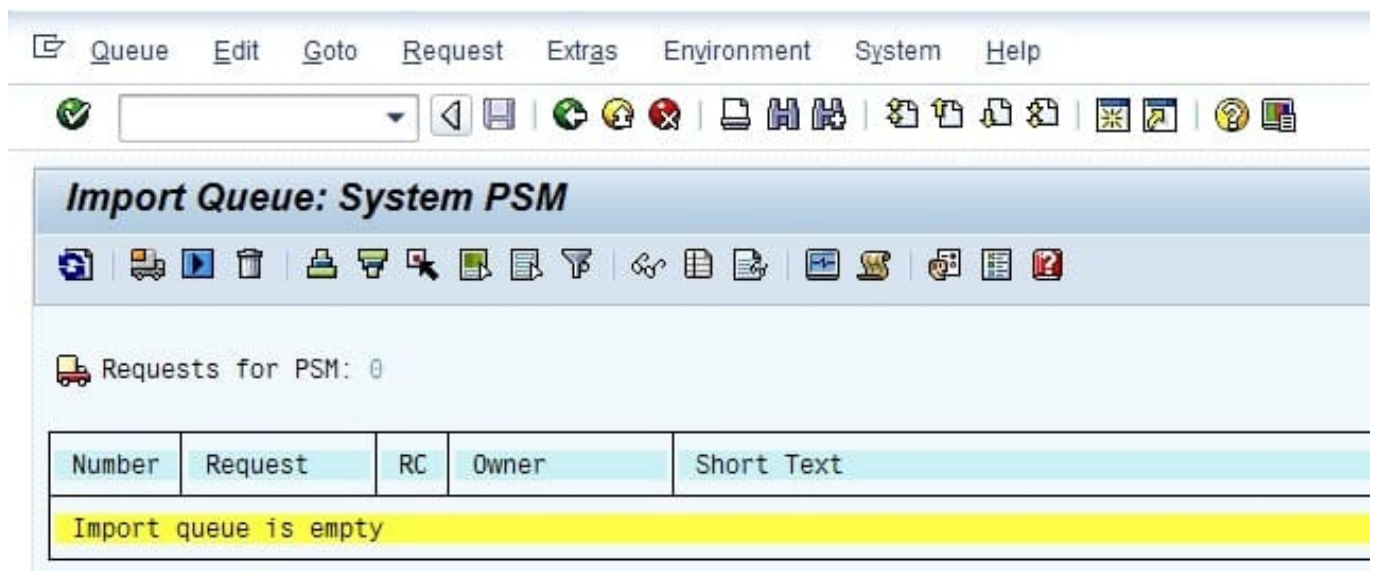 Queue Edit Goto Request Extras Environment System Help
Import Queue: System PSM
Requests for PSM: 0
Number Request RC Owner Short Text
Import queue is empty